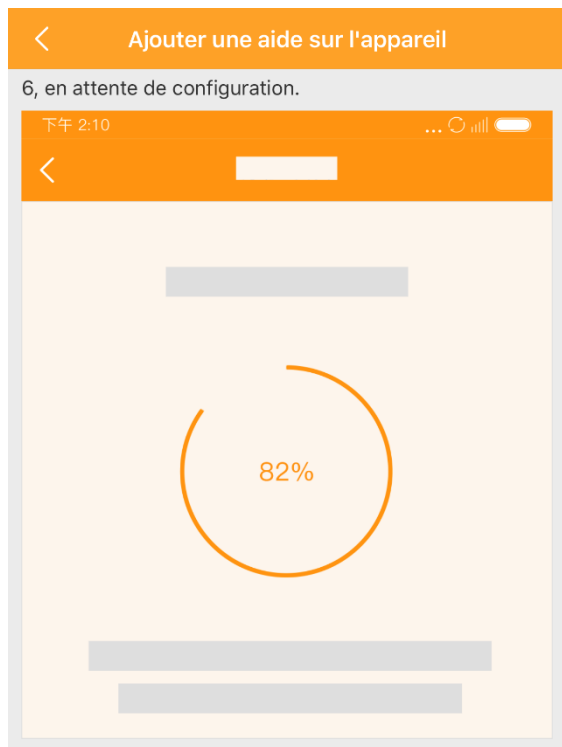 Ajouter une aide sur l'appareil
6, en attente de configuration.
下午 2:10
82%